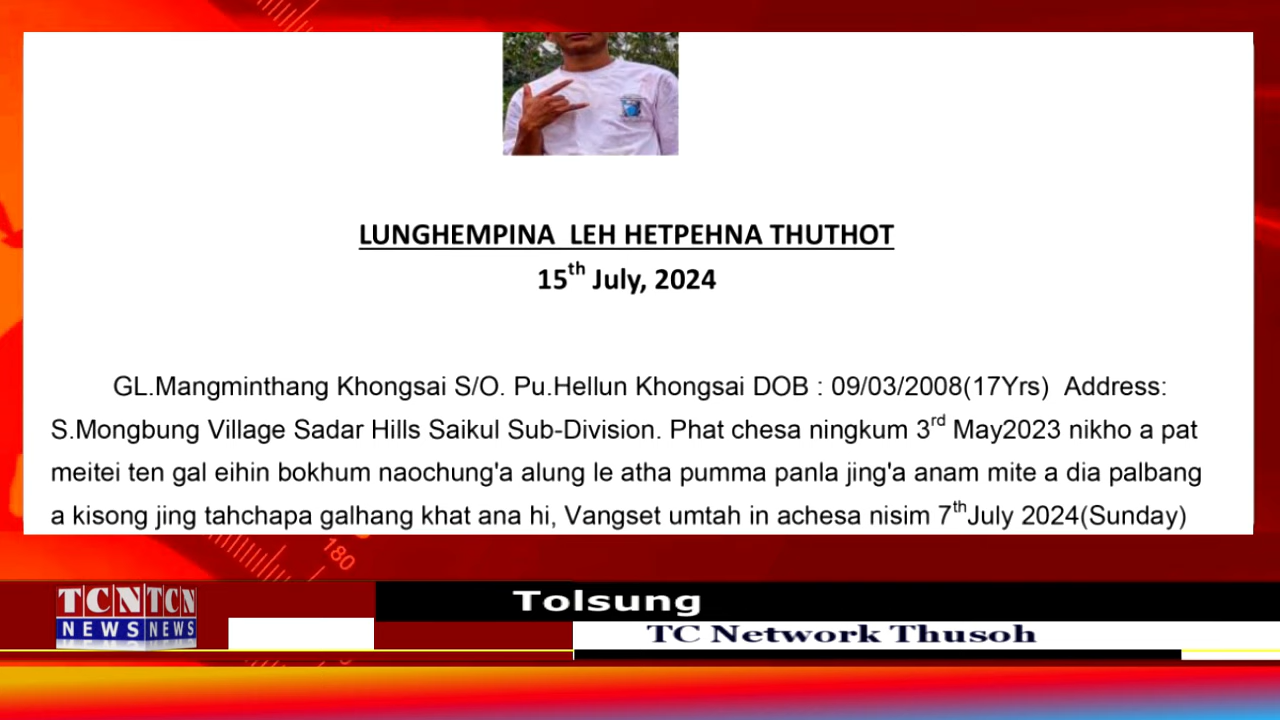 LUNGHEMPINA LEH HETPEHNA THUTHOT
15th July, 2024
GL.Mangminthang Khongsai S/O. Pu.Hellun Khongsai DOB : 09/03/2008(17Yrs) Address:
S.Mongbung Village Sadar Hills Saikul Sub-Division. Phat chesa ningkum 3rd May2023 nikho a pat
meitei ten gal eihin bokhum naochung'a alung le atha pumma panla jing'a anam mite a dia palbang
a kisong jing tahchapa galhang khat ana hi, Vangset umtah in achesa nisim 7thJuly 2024(Sunday)
180
TCN TCN
NEWS NEWS
Tolsung
TC Network Thusoh